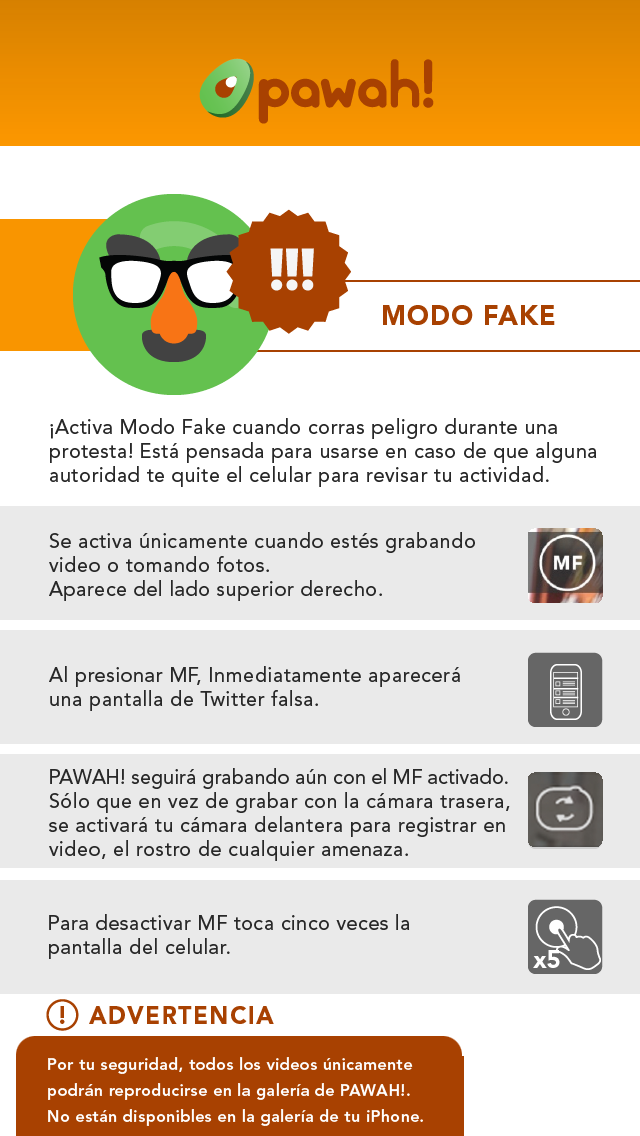 pawah!
!!!
MODO FAKE
¡Activa Modo Fake cuando corras peligro durante una
protesta! Está pensada para usarse en caso de que alguna
autoridad te quite el celular para revisar tu actividad.
Se activa únicamente cuando estés grabando
video o tomando fotos.
Aparece del lado superior derecho.
MF
Al presionar MF, Inmediatamente aparecerá
una pantalla de Twitter falsa.
PAWAH! seguirá grabando aún con el MF activado.
Sólo que en vez de grabar con la cámara trasera,
se activará tu cámara delantera para registrar en
video, el rostro de cualquier amenaza.
Para desactivar MF toca cinco veces la
pantalla del celular.
x5
! ADVERTENCIA
Por tu seguridad, todos los videos únicamente
podrán reproducirse en la galería de PAWAH!.
No están disponibles en la galería de tu iPhone.